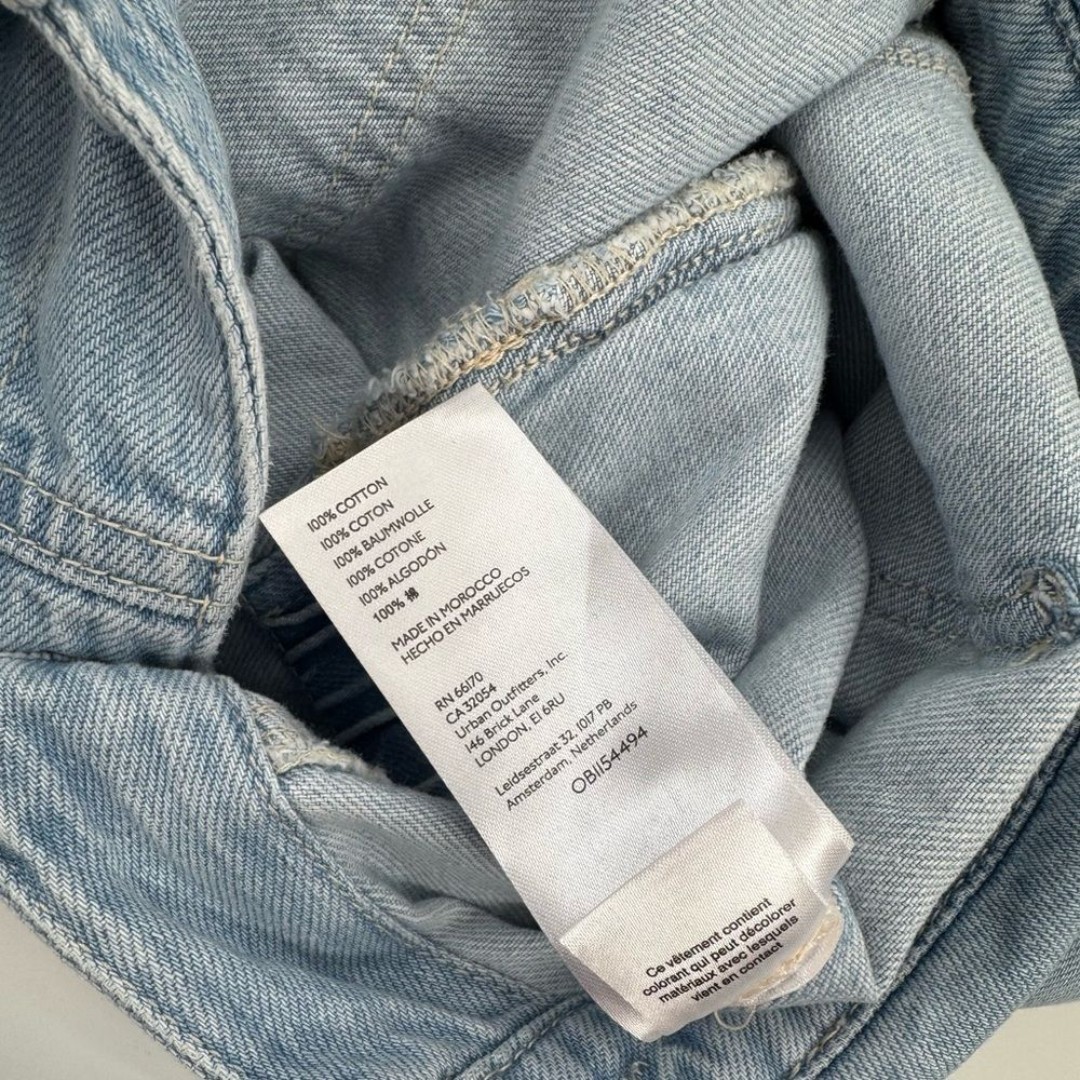 100% COTTON
100% COTON
100% BAUMWOLLE
100% COTONE
100% ALGODÓN
100% 棉
MADE IN MOROCCO
HECHO EN MARRUECOS
RN 66170
CA 32054
Urban Outfitters, Inc.
146 Brick Lane
LONDON, E1 6RU
Leidsestraat 32, 1017 PB
Amsterdam, Netherlands
OB1154494
Ce vêtement contient
colorant qui peut décolorer
matériaux avec lesquels
vient en contact